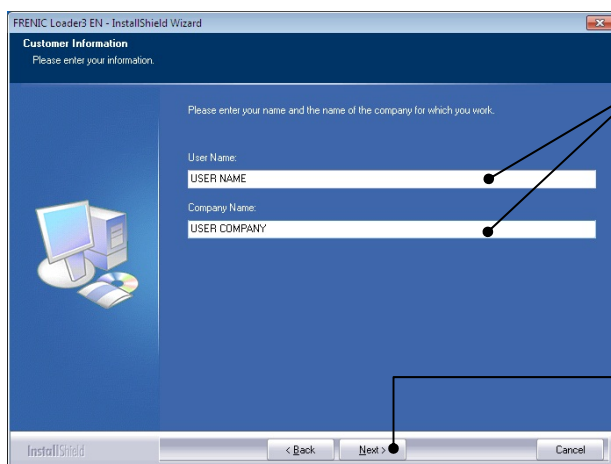 FRENIC Loader3 EN - InstallShield Wizard
Customer Information
Please enter your information.
Please enter your name and the name of the company for which you work.
User Name:
USER NAME
Company Name:
USER COMPANY
InstallShield
< Back
Next >
Cancel